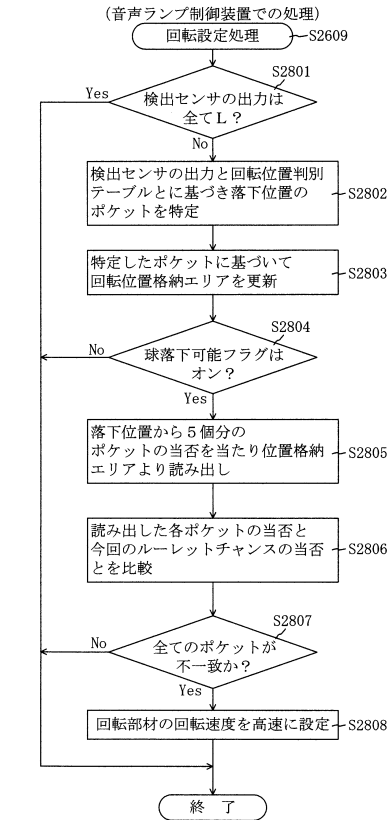 (音声ランプ制御装置での処理)
回転設定処理
S2609
S2801
Yes
検出センサの出力は
全てL?
No
検出センサの出力と回転位置判別
テーブルとに基づき落下位置の
ポケットを特定
S2802
特定したポケットに基づいて
回転位置格納エリアを更新
S2803
S2804
No
球落下可能フラグは
オン?
Yes
落下位置から5個分の
ポケットの当否を当たり位置格納
エリアより読み出し
S2805
読み出した各ポケットの当否と
今回のルーレットチャンスの当否
とを比較
S2806
S2807
No
全てのポケットが
不一致か?
Yes
回転部材の回転速度を高速に設定
S2808
終 了